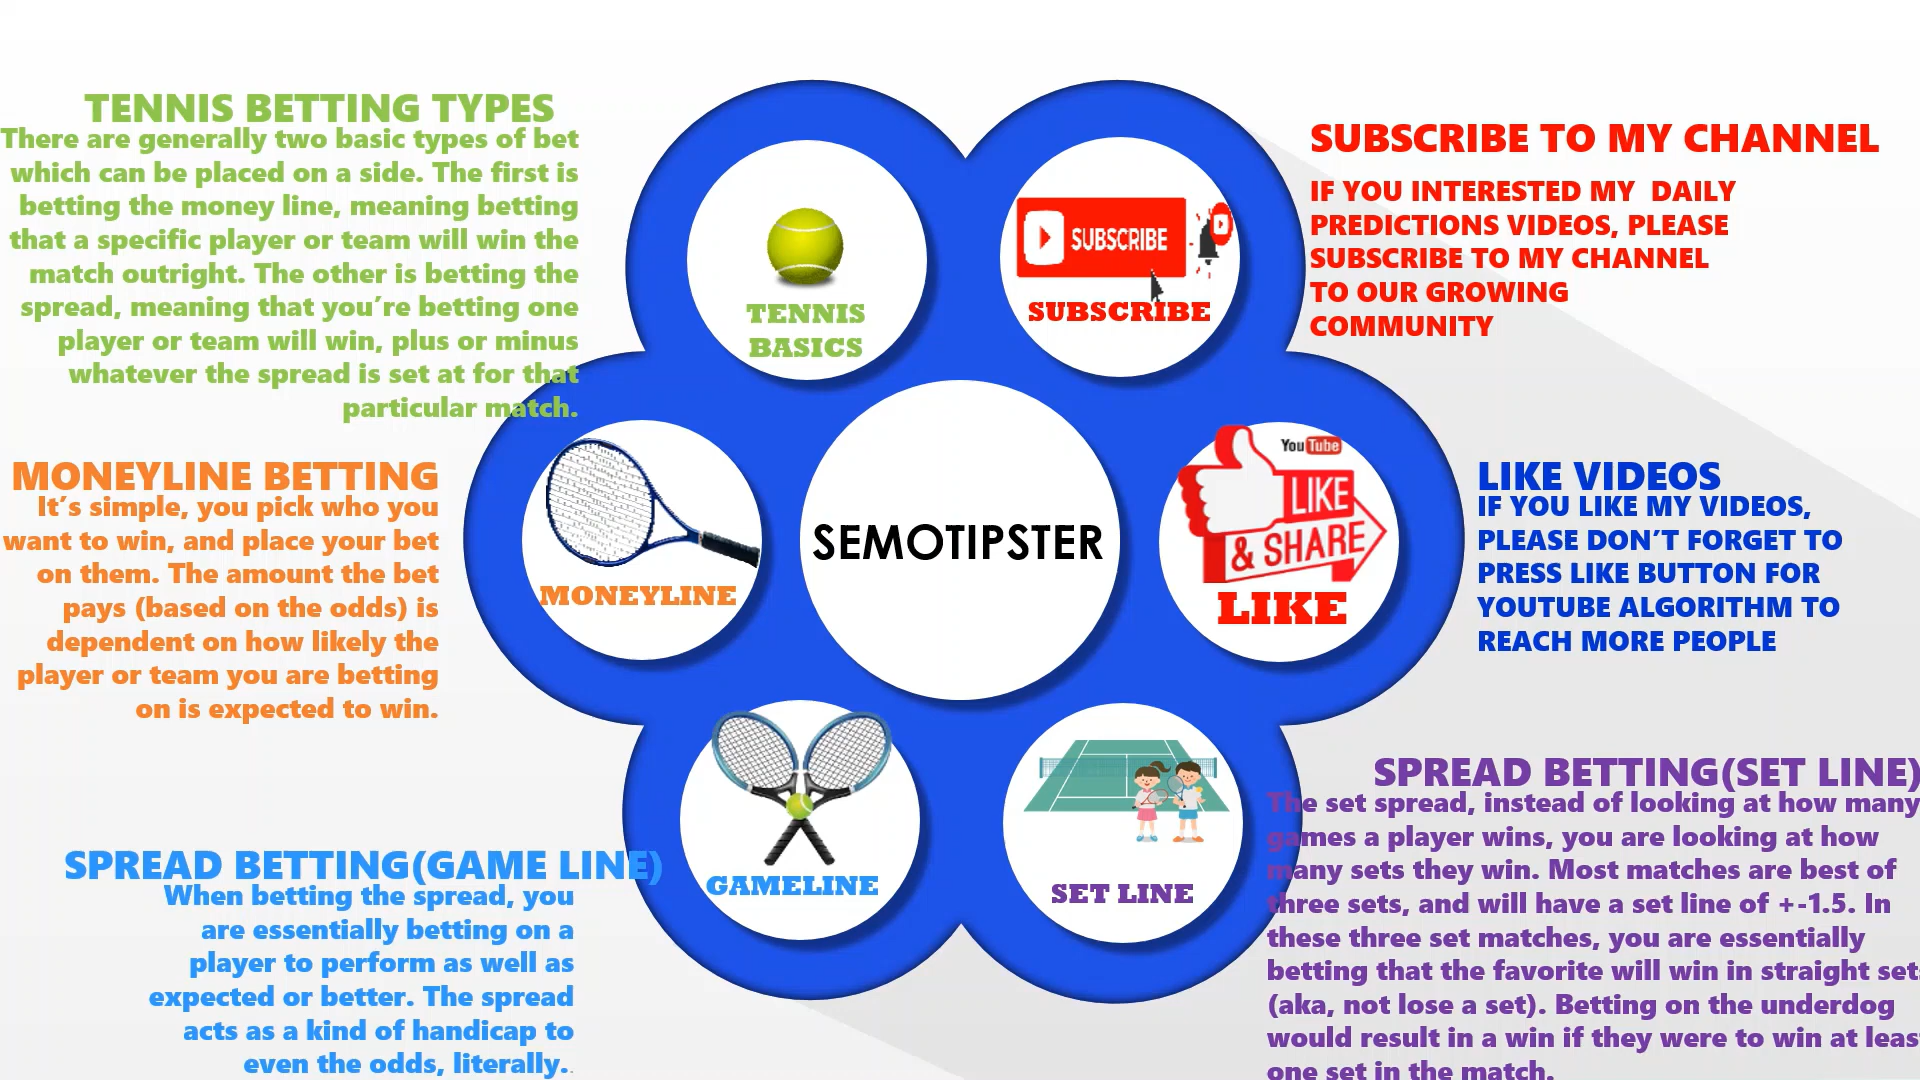 TENNIS BETTING TYPES
There are generally two basic types of bet
which can be placed on a side. The first is
betting the money line, meaning betting
that a specific player or team will win the
match outright. The other is betting the
spread, meaning that you’re betting one
player or team will win, plus or minus
whatever the spread is set at for that
particular match.
MONEYLINE BETTING
It’s simple, you pick who you
want to win, and place your bet
on them. The amount the bet
pays (based on the odds) is
dependent on how likely the
player or team you are betting
on is expected to win.
SPREAD BETTING(GAME LINE)
When betting the spread, you
are essentially betting on a
player to perform as well as
expected or better. The spread
acts as a kind of handicap to
even the odds, literally..
TENNIS
BASICS
SUBSCRIBE
SUBSCRIBE
MONEYLINE
SEMOTIPSTER
YouTube
LIKE
& SHARE
LIKE
GAMELINE
SET LINE
SUBSCRIBE TO MY CHANNEL
IF YOU INTERESTED MY  DAILY
PREDICTIONS VIDEOS, PLEASE
SUBSCRIBE TO MY CHANNEL
TO OUR GROWING
COMMUNITY
LIKE VIDEOS
IF YOU LIKE MY VIDEOS,
PLEASE DON’T FORGET TO
PRESS LIKE BUTTON FOR
YOUTUBE ALGORITHM TO
REACH MORE PEOPLE
SPREAD BETTING(SET LINE)
The set spread, instead of looking at how many
games a player wins, you are looking at how
many sets they win. Most matches are best of
three sets, and will have a set line of +-1.5. In
these three set matches, you are essentially
betting that the favorite will win in straight set
(aka, not lose a set). Betting on the underdog
would result in a win if they were to win at leas
one set in the match.